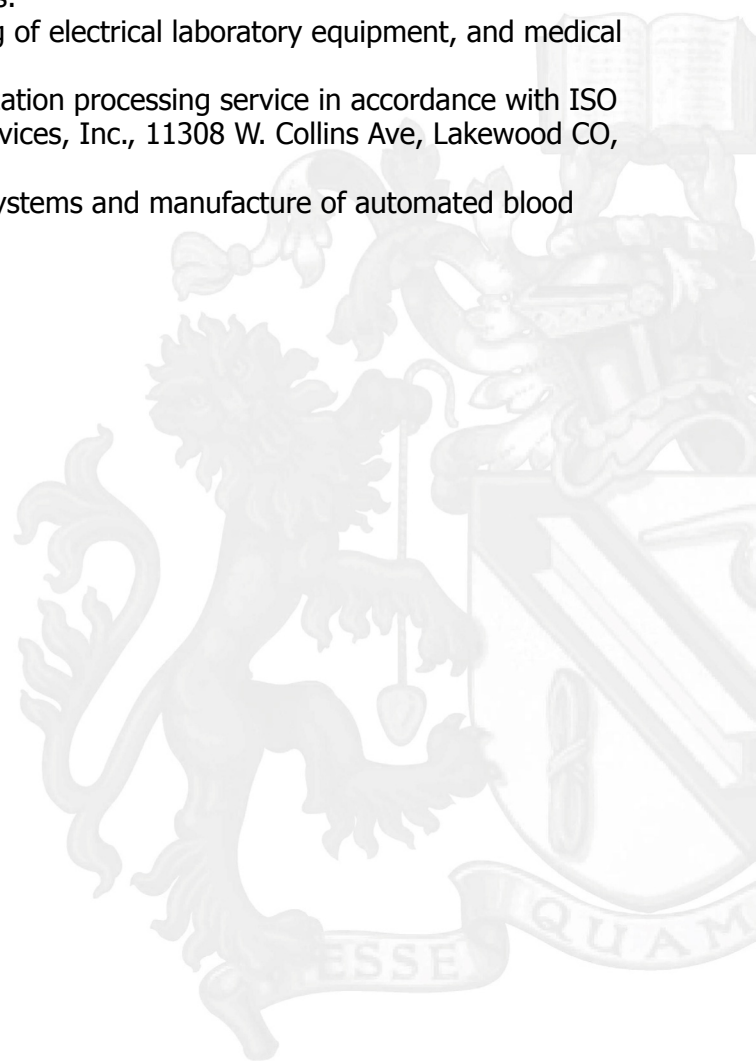 s.
g of electrical laboratory equipment, and medical
ation processing service in accordance with ISO
rvices, Inc., 11308 W. Collins Ave, Lakewood CO,
ystems and manufacture of automated blood
ESSE
QUAM